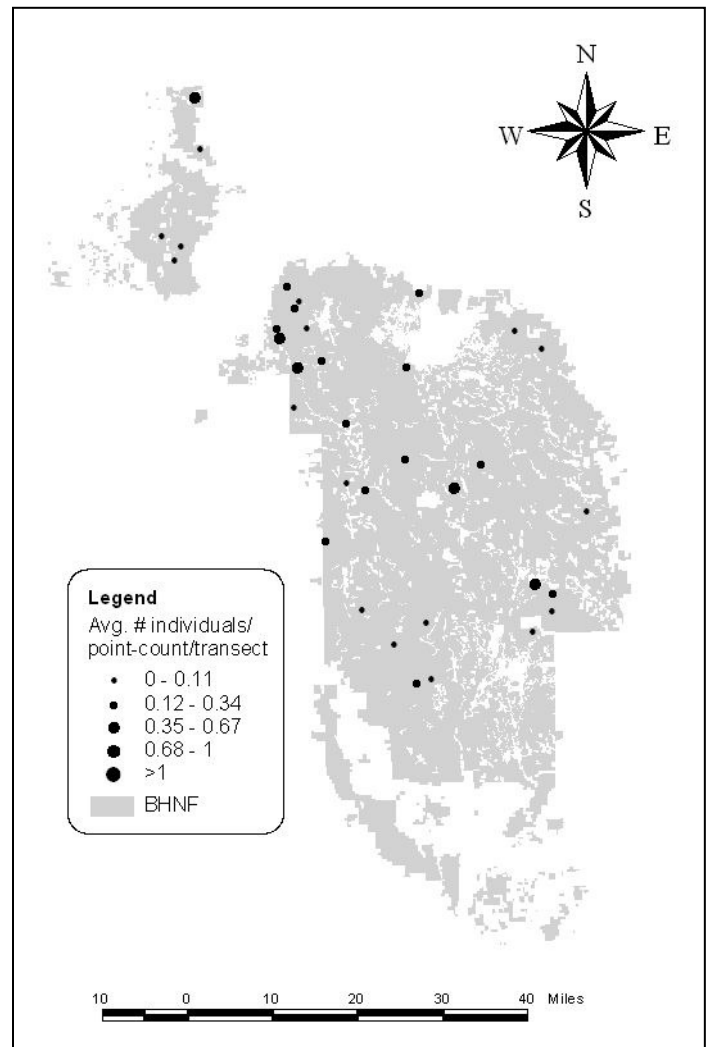 N
W E
S
Legend
Avg. # individuals/
point-count/transect
0 - 0.11
0.12 - 0.34
0.35 - 0.67
0.68 - 1
>1
BHNF
10 0 10 20 30 40 Miles